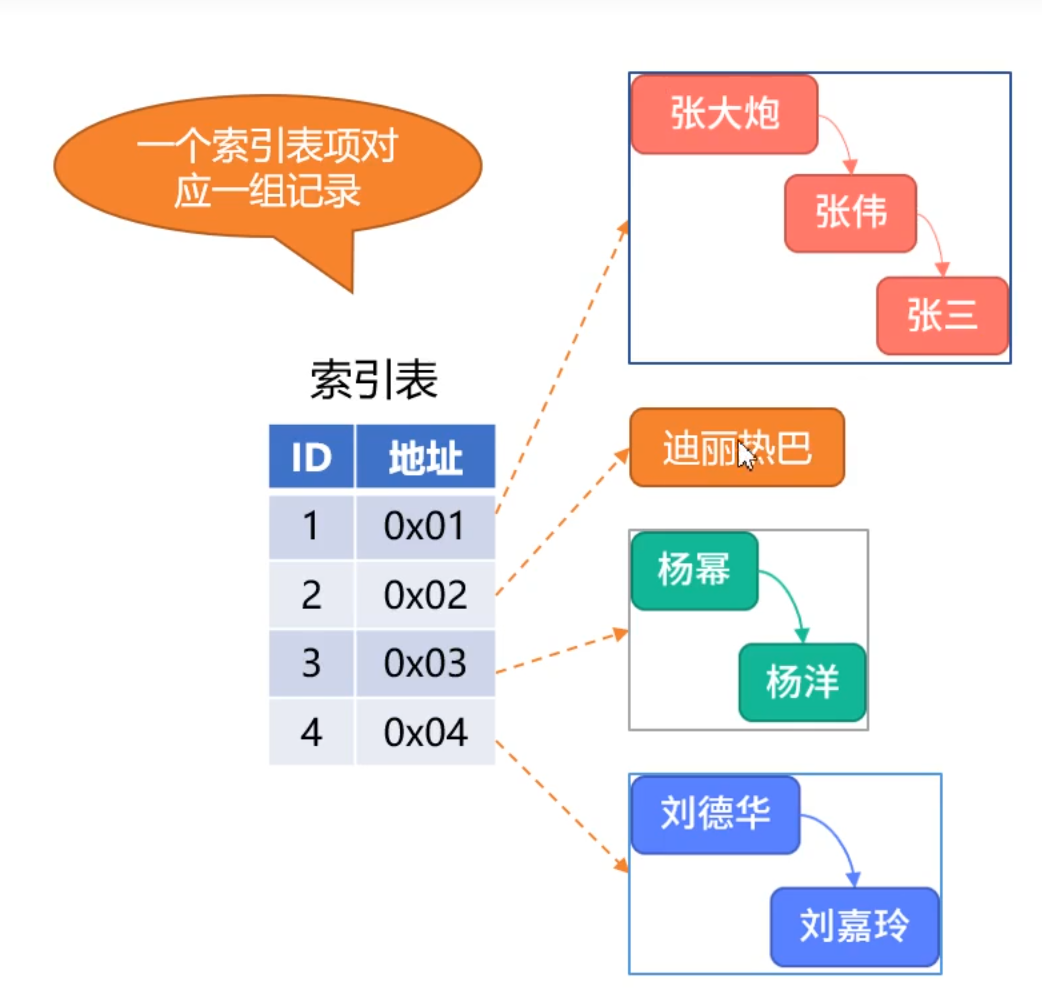 一个索引表项对
应一组记录
索引表
ID 地址
1 0x01
2 0x02
3 0x03
4 0x04
张大炮
张伟
张三
迪丽热巴
杨幂
杨洋
刘德华
刘嘉玲